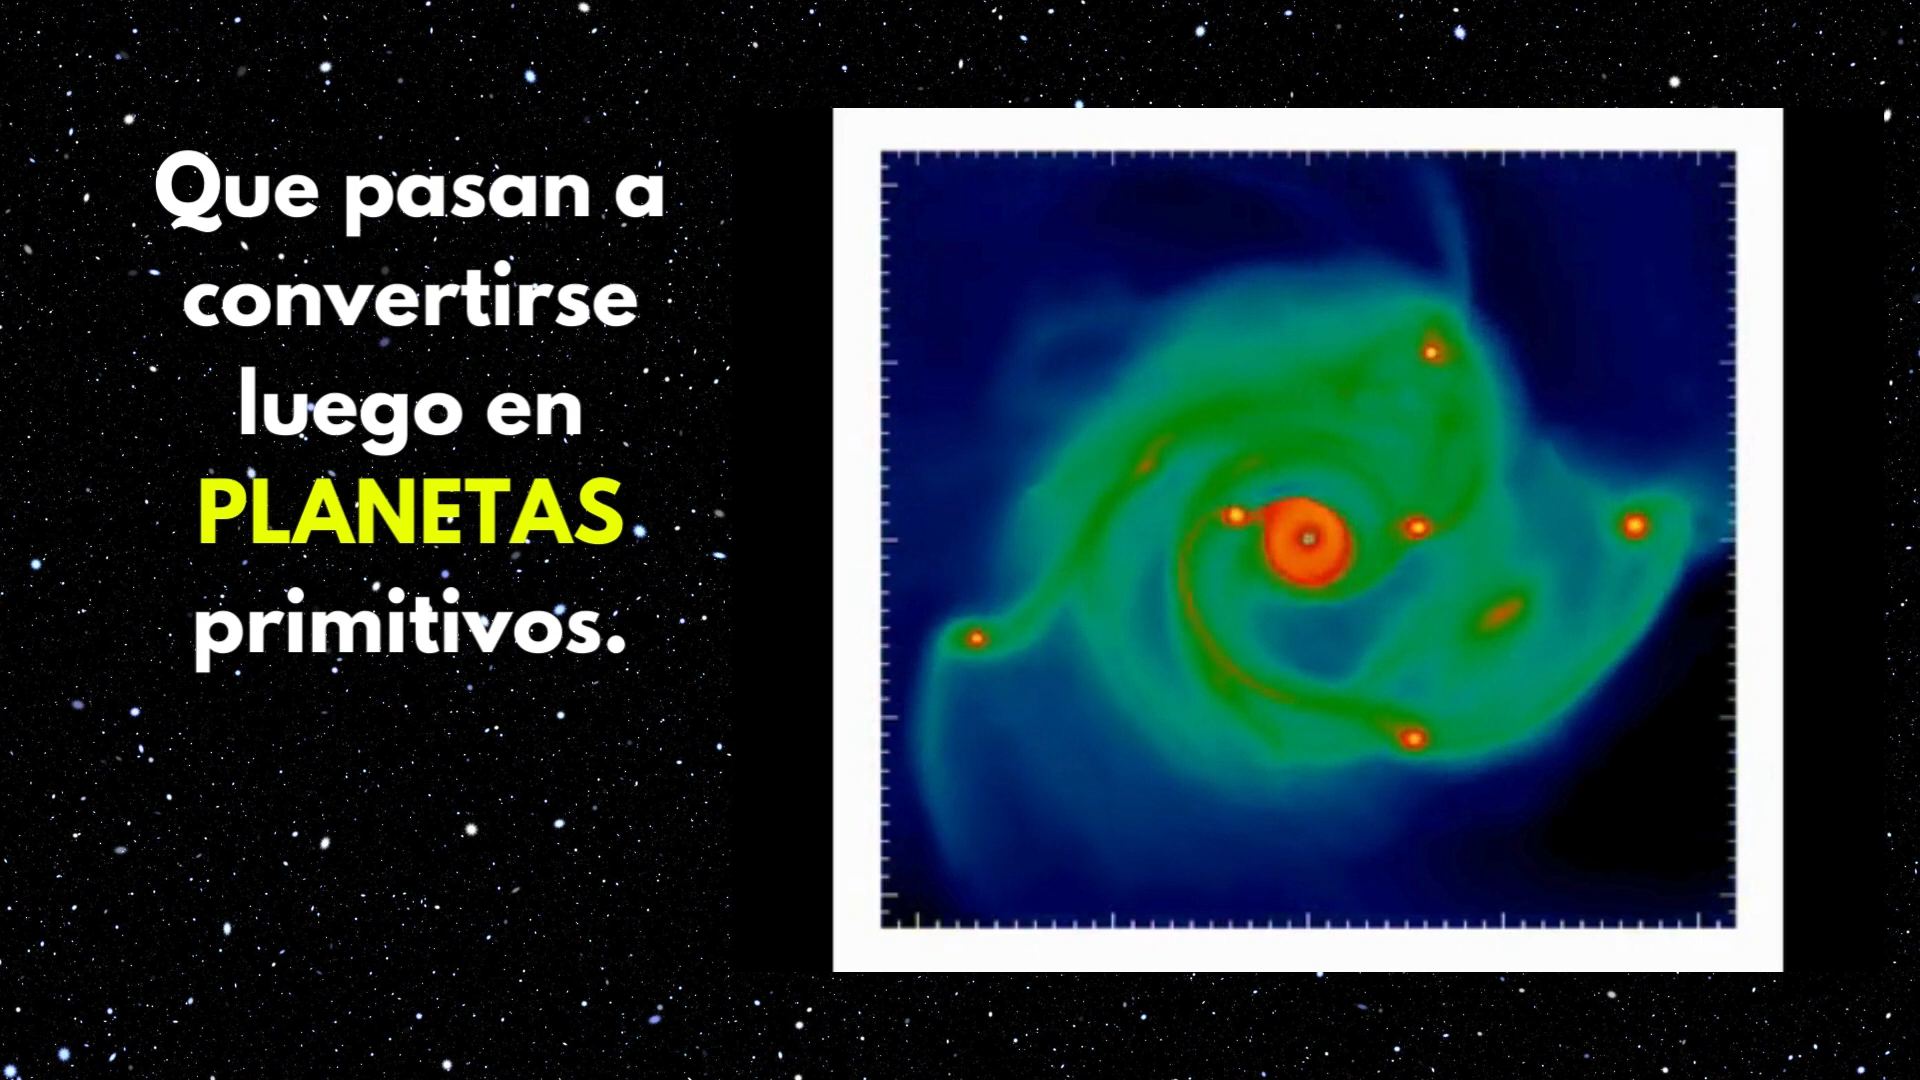 Que pasan a
convertirse
luego en
PLANETAS
primitivos.